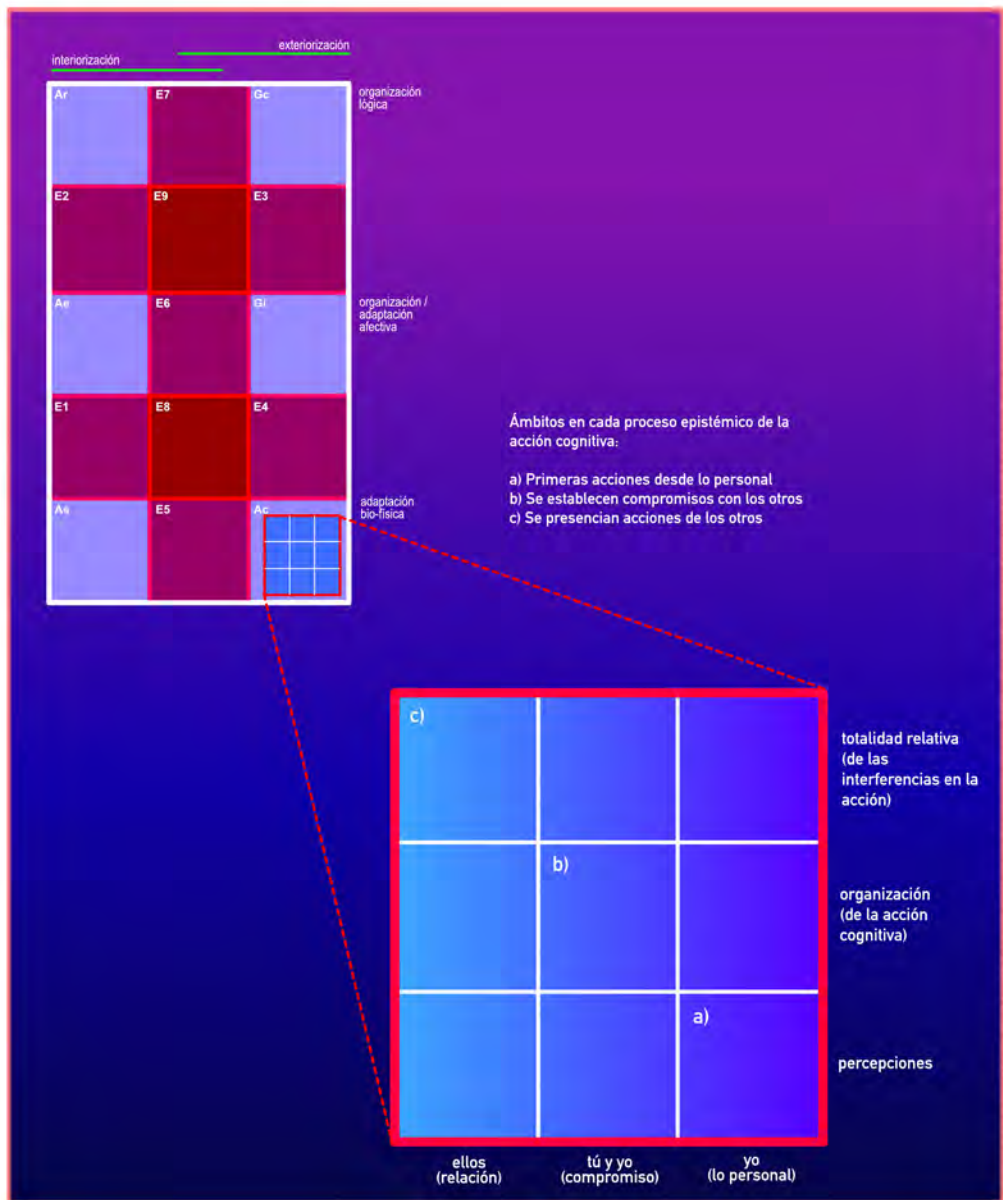 exteriorización
interiorización
Ar
E7
Gc
organización
lógica
E2
E9
E3
Ae
E6
Gi
organización /
adaptación
afectiva
E1
E8
E4
As
E5
Ac
adaptación
bio-física
Ámbitos en cada proceso epistémico de la
acción cognitiva:
a) Primeras acciones desde lo personal
b) Se establecen compromisos con los otros
c) Se presencian acciones de los otros
c)
totalidad relativa
(de las
interferencias en la
acción)
b)
organización
(de la acción
cognitiva)
a)
percepciones
ellos
(relación)
tú y yo
(compromiso)
yo
(lo personal)